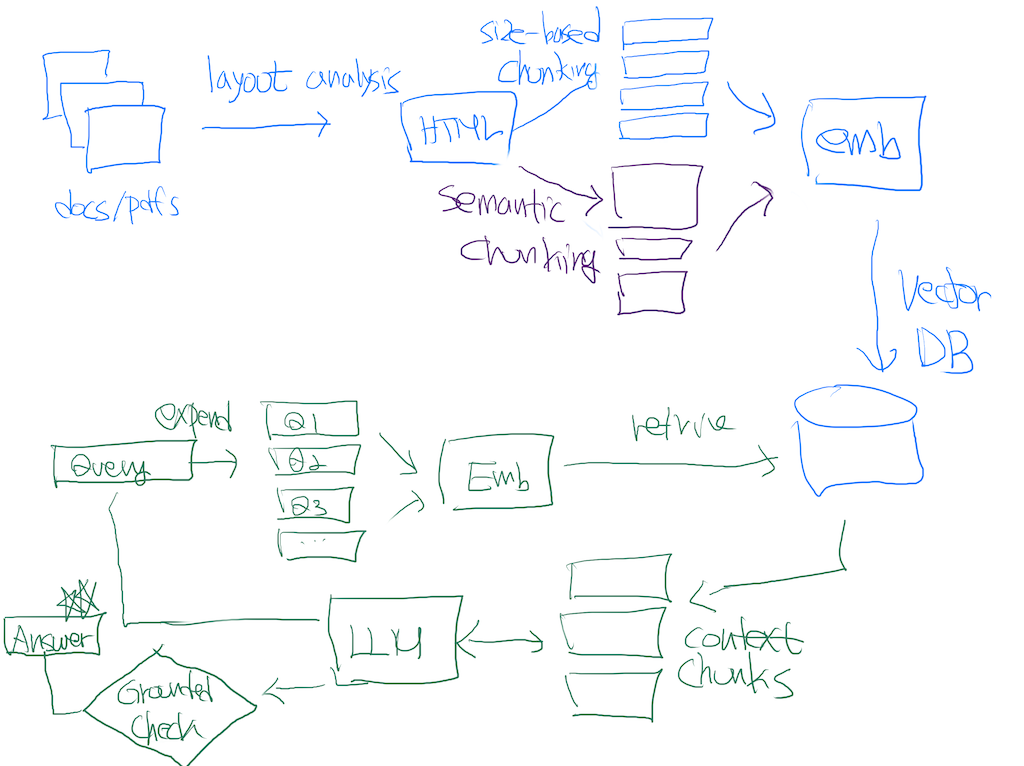 size-based
chunking
layout analysis
HTML
emb
docs/pdfs
semantic
chunking
Vector
DB
expend
Query
Q1
Q2
Q3
...
Emb
retrive
Answer
LLM
context
chunks
Grounded
Check